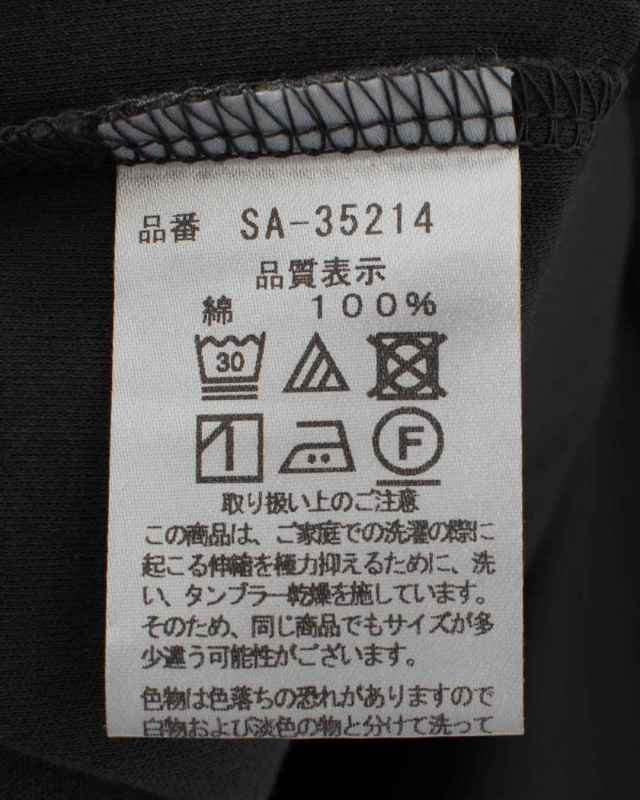 品番 SA-35214
品質表示
綿 100%
30
F
取り扱い上のご注意
この商品は、ご家庭での洗濯の際に
起こる伸縮を極力抑えるために、洗
い、タンブラー乾燥を施しています。
そのため、同じ商品でもサイズが多
少違う可能性がございます。
色物は色落ちの恐れがありますので
白物および淡色の物と分けて洗って